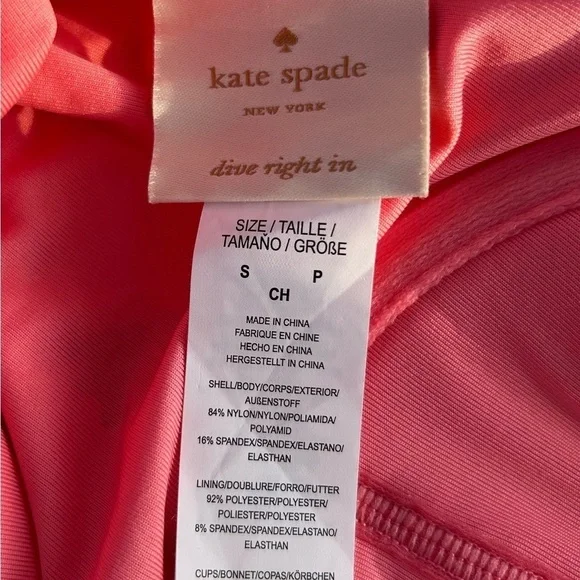 kate spade
NEW YORK
dive right in
SIZE / TAILLE /
TAMAÑO / GRÖßE
S P
CH
MADE IN CHINA
FABRIQUE EN CHINE
HECHO EN CHINA
HERGESTELLT IN CHINA
SHELL/BODY/CORPS/EXTERIOR/
AUßENSTOFF
84% NYLON/NYLON/POLIAMIDA/
POLYAMID
16% SPANDEX/SPANDEX/ELASTANO/
ELASTHAN
LINING/DOUBLURE/FORRO/FUTTER
92% POLYESTER/POLYESTER/
POLIESTER/POLYESTER
8% SPANDEX/SPANDEX/ELASTANO/
ELASTHAN
CUPS/BONNET/COPAS/KÖRBCHEN